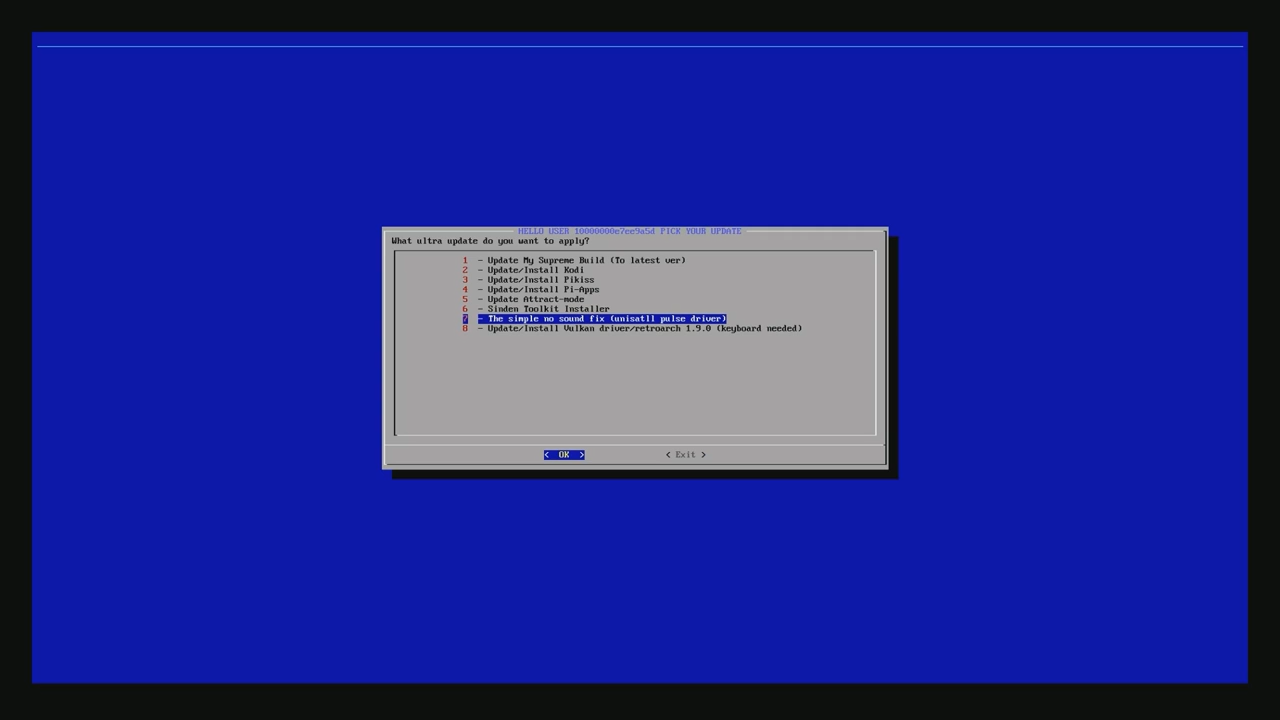 HELLO USER 10000000e7ee9a5d PICK YOUR UPDATE
What ultra update do you want to apply?
1 - Update My Supreme Build (To latest ver)
2 - Update/Install Kodi
3 - Update/Install Pikiss
4 - Update/Install Pi-Apps
5 - Update Attract-mode
6 - Sinden Toolkit Installer
7 - The simple no sound fix (unisatll pulse driver)
8 - Update/Install Vulkan driver/retroarch 1.9.0 (keyboard needed)
< OK > < Exit >